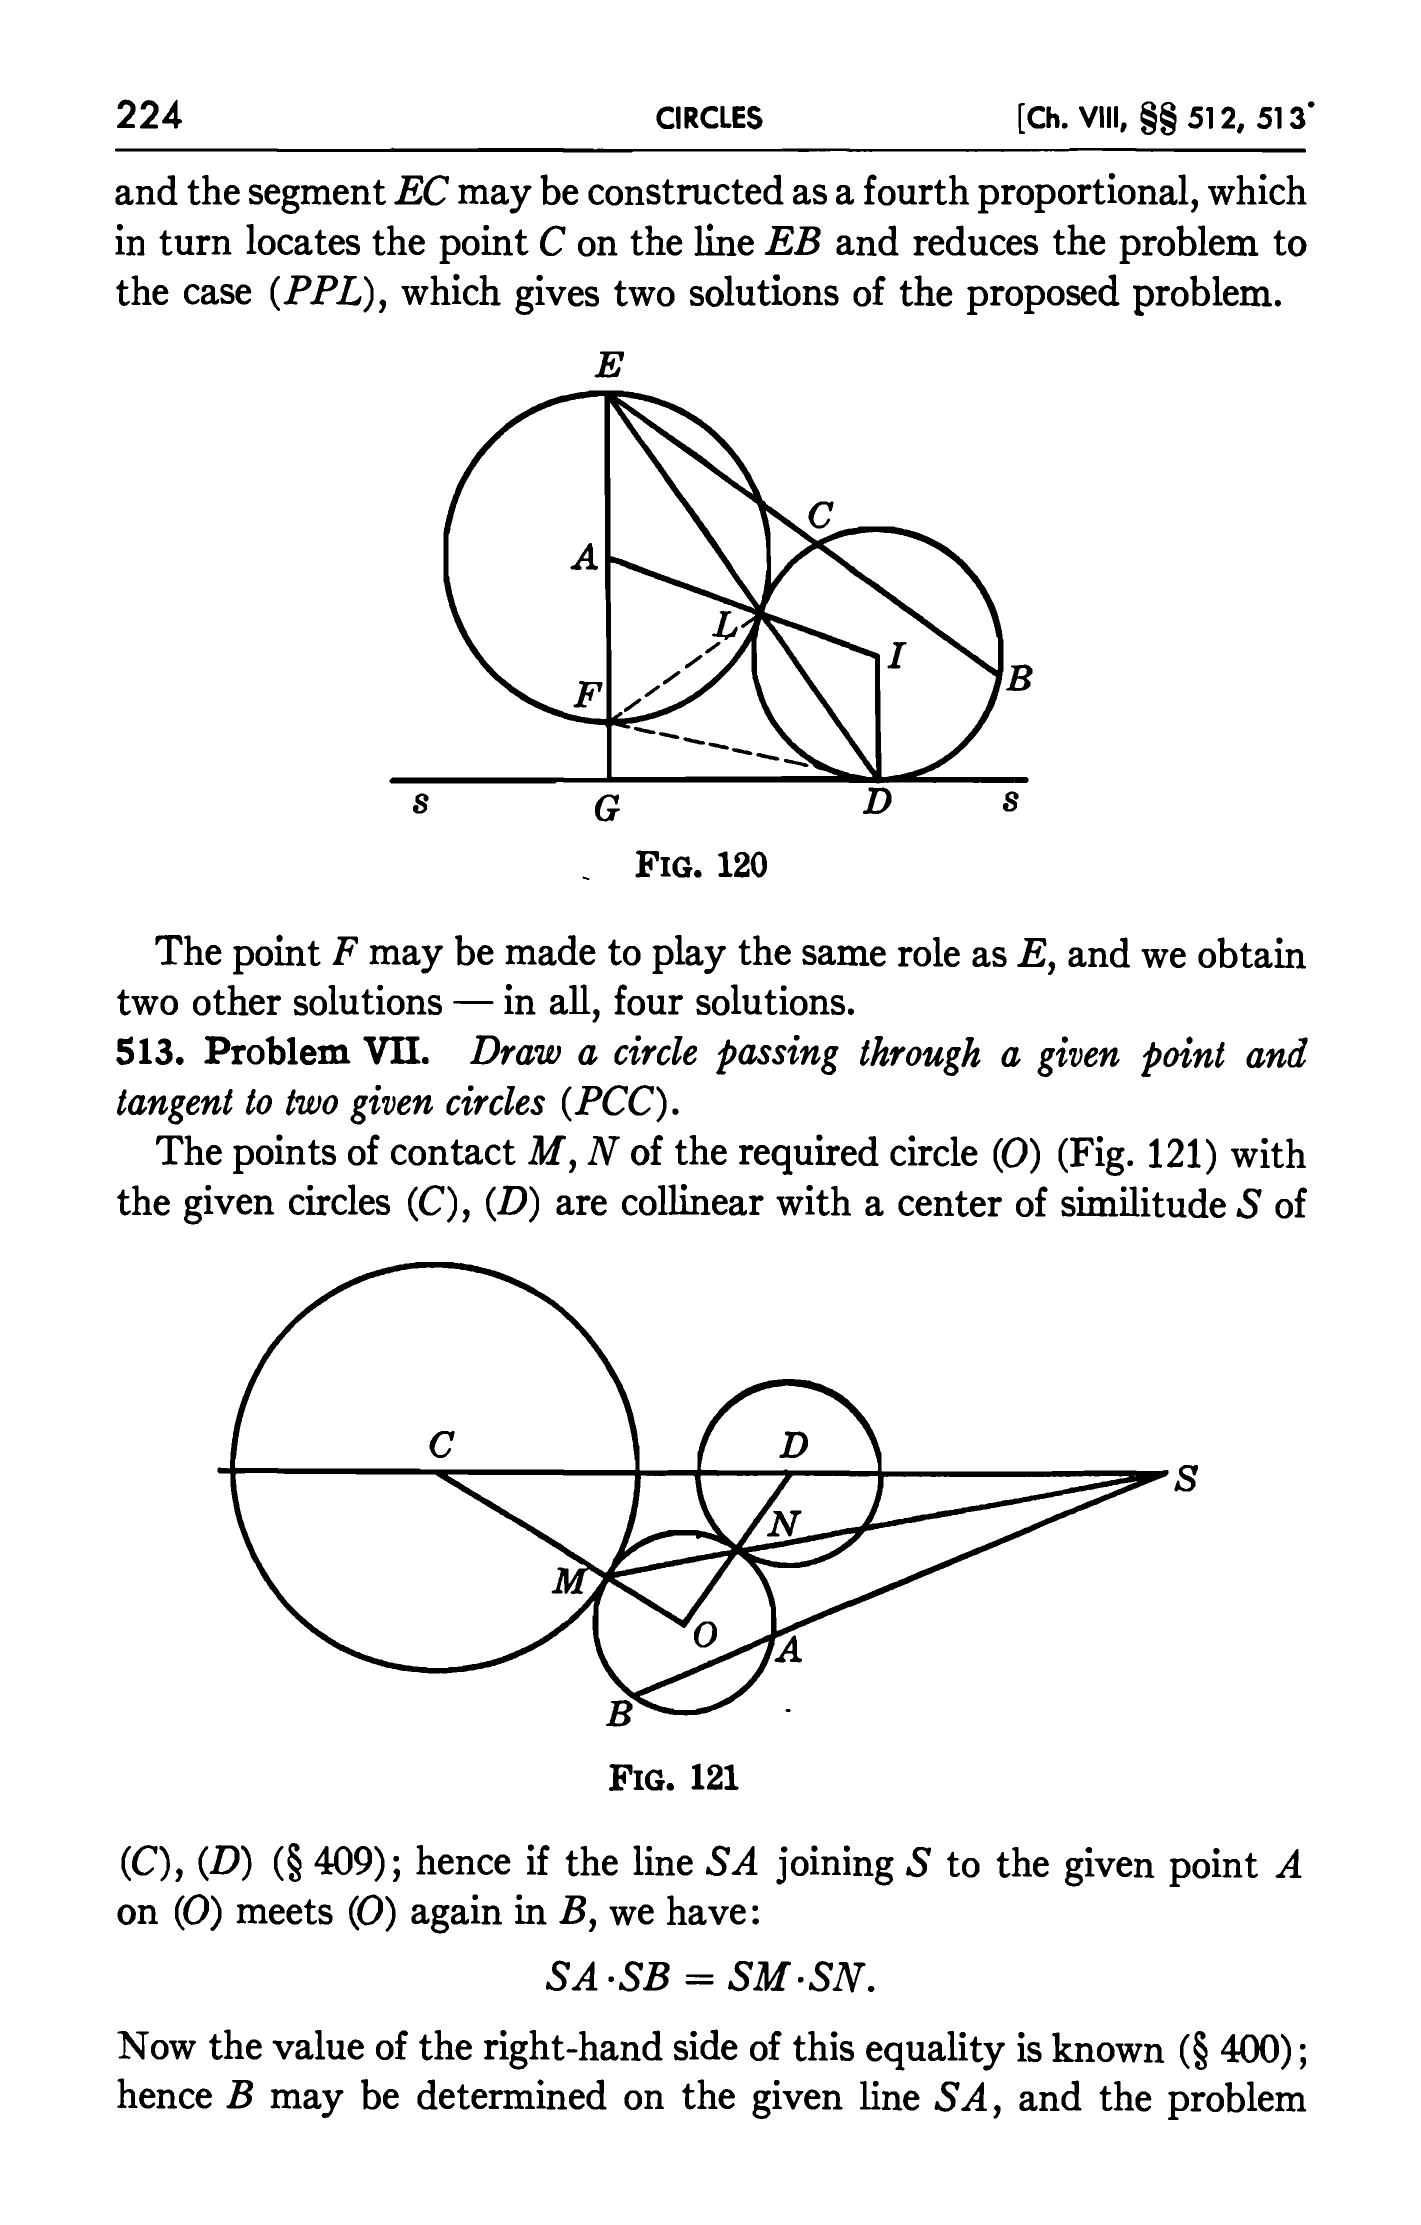 224 CIRCLES [Ch. VIII, §§ 512, 513
and the segment EC may be constructed as a fourth proportional, which
in turn locates the point C on the line EB and reduces the problem to
the case (PPL), which gives two solutions of the proposed problem.
E
C
A
L
I
F
B
s G D s
FIG. 120
The point F may be made to play the same role as E, and we obtain
two other solutions — in all, four solutions.
513. Problem VII. Draw a circle passing through a given point and
tangent to two given circles (PCC).
The points of contact M, N of the required circle (O) (Fig. 121) with
the given circles (C), (D) are collinear with a center of similitude S of
C D
S
N
M
O
A
B
FIG. 121
(C), (D) (§ 409); hence if the line SA joining S to the given point A
on (O) meets (O) again in B, we have:
SA·SB = SM·SN.
Now the value of the right-hand side of this equality is known (§ 400);
hence B may be determined on the given line SA, and the problem